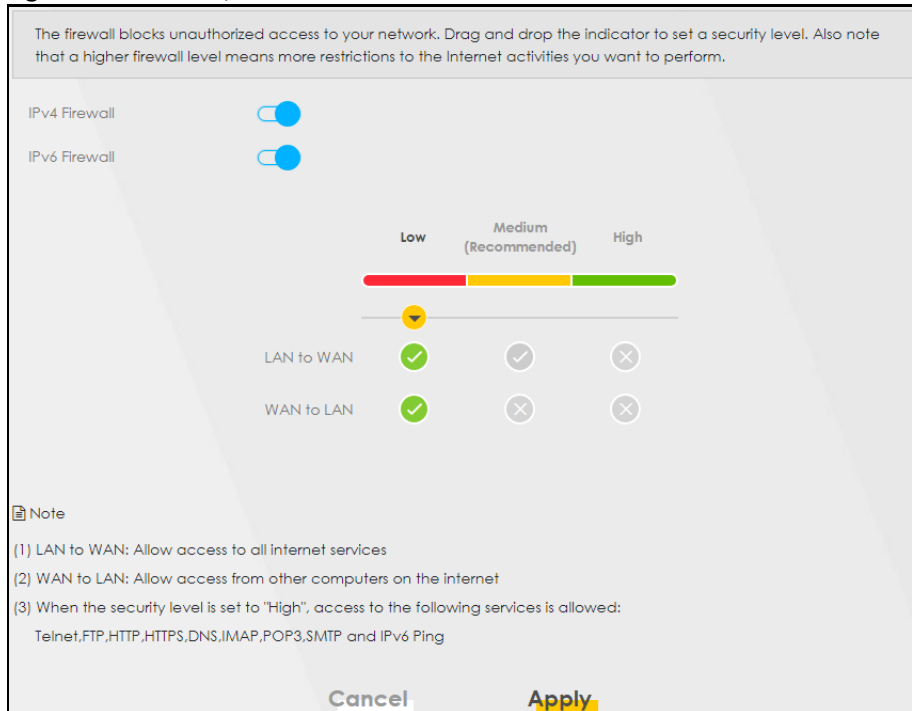 The firewall blocks unauthorized access to your network. Drag and drop the indicator to set a security level. Also note
that a higher firewall level means more restrictions to the Internet activities you want to perform.
IPv4 Firewall
IPv6 Firewall
Low
Medium
(Recommended)
High
LAN to WAN
WAN to LAN
Note
(1) LAN to WAN: Allow access to all internet services
(2) WAN to LAN: Allow access from other computers on the internet
(3) When the security level is set to "High", access to the following services is allowed:
Telnet,FTP,HTTP,HTTPS,DNS,IMAP,POP3,SMTP and IPv6 Ping
Cancel
Apply